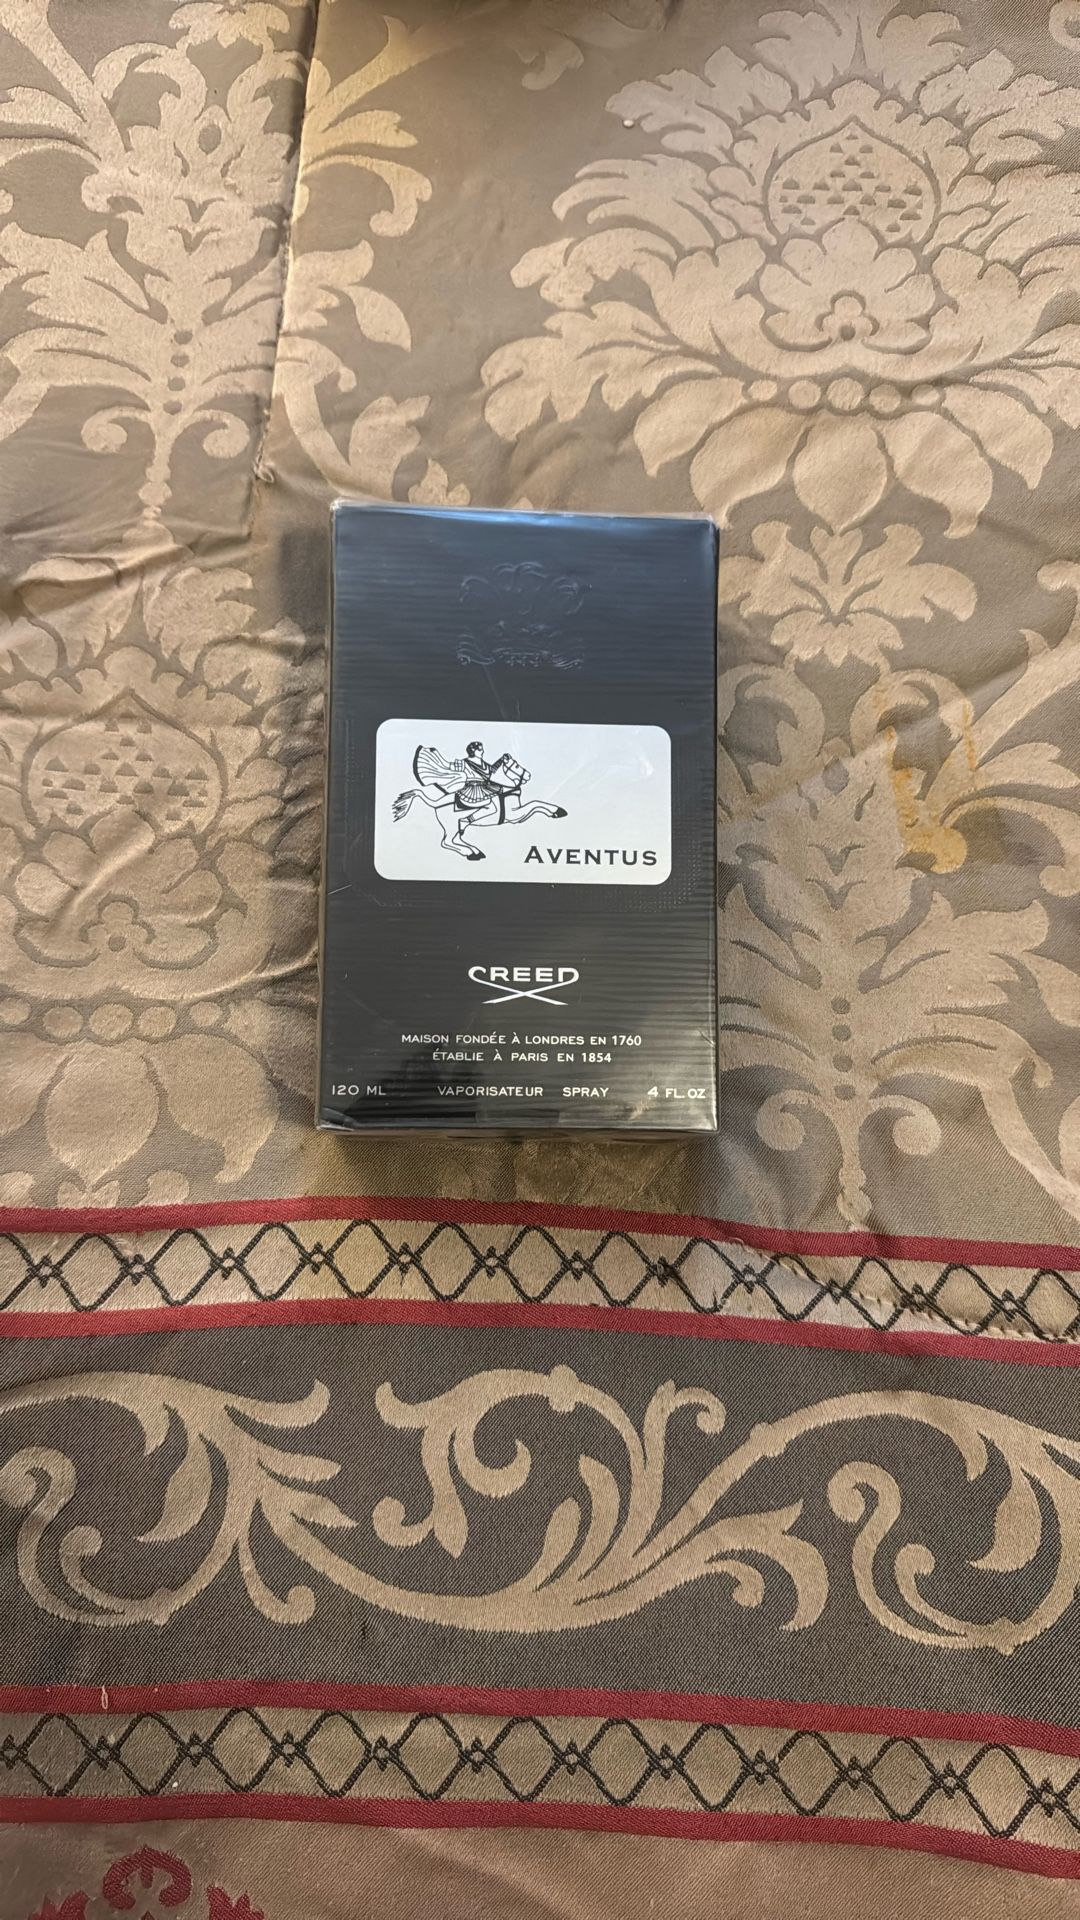 AVENTUS
CREED
MAISON FONDÉE À LONDRES EN 1760
ÉTABLIE À PARIS EN 1854
120 ML VAPORISATEUR SPRAY 4 FL. OZ